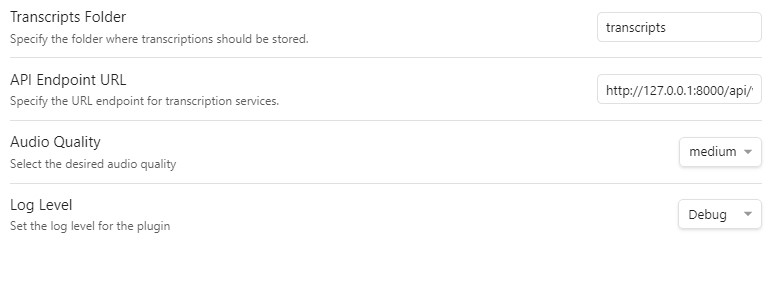 Transcripts Folder
Specify the folder where transcriptions should be stored.
transcripts
API Endpoint URL
Specify the URL endpoint for transcription services.
http://127.0.0.1:8000/api/
Audio Quality
Select the desired audio quality
medium
Log Level
Set the log level for the plugin
Debug